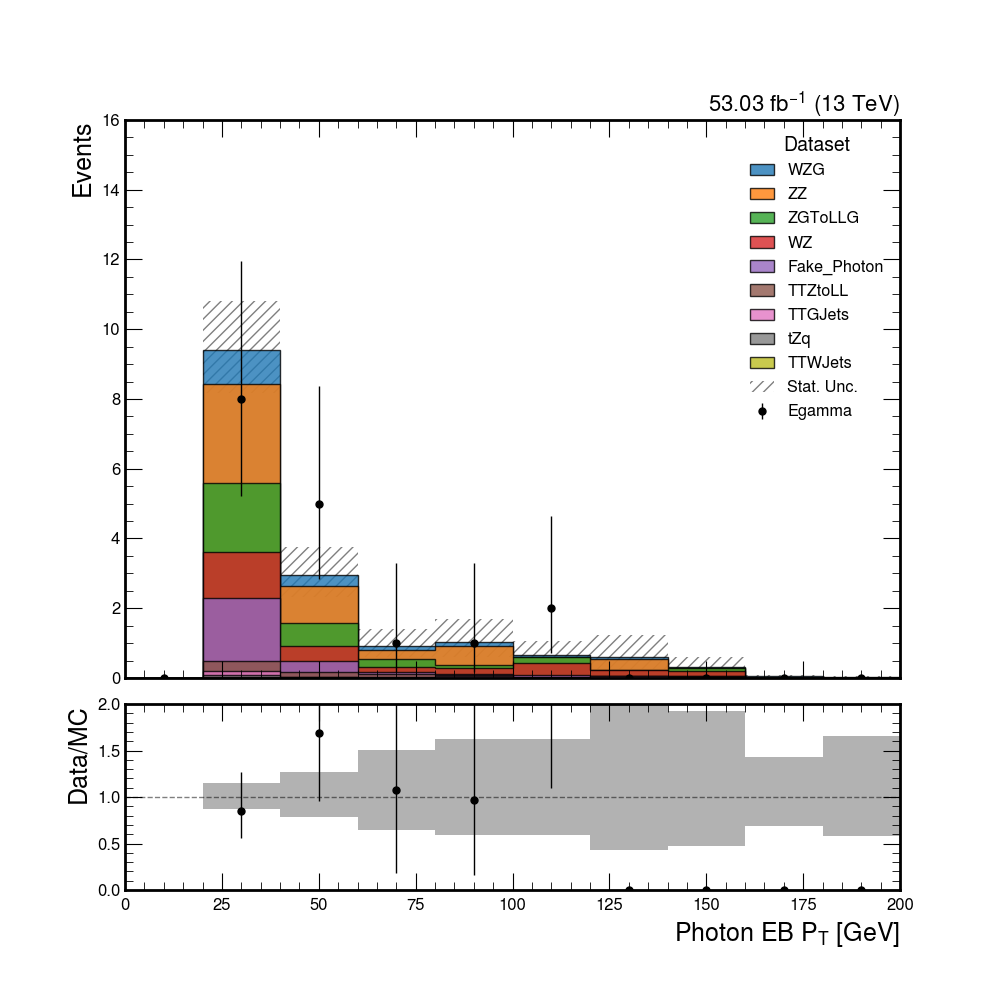 53.03 fb⁻¹ (13 TeV)
Events
16
14
12
10
8
6
4
2
0
Dataset
WZG
ZZ
ZGToLLG
WZ
Fake_Photon
TTZtoLL
TTGJets
tZq
TTWJets
Stat. Unc.
Egamma
Data/MC
2.0
1.5
1.0
0.5
0.0
0 25 50 75 100 125 150 175 200
Photon EB P_T [GeV]